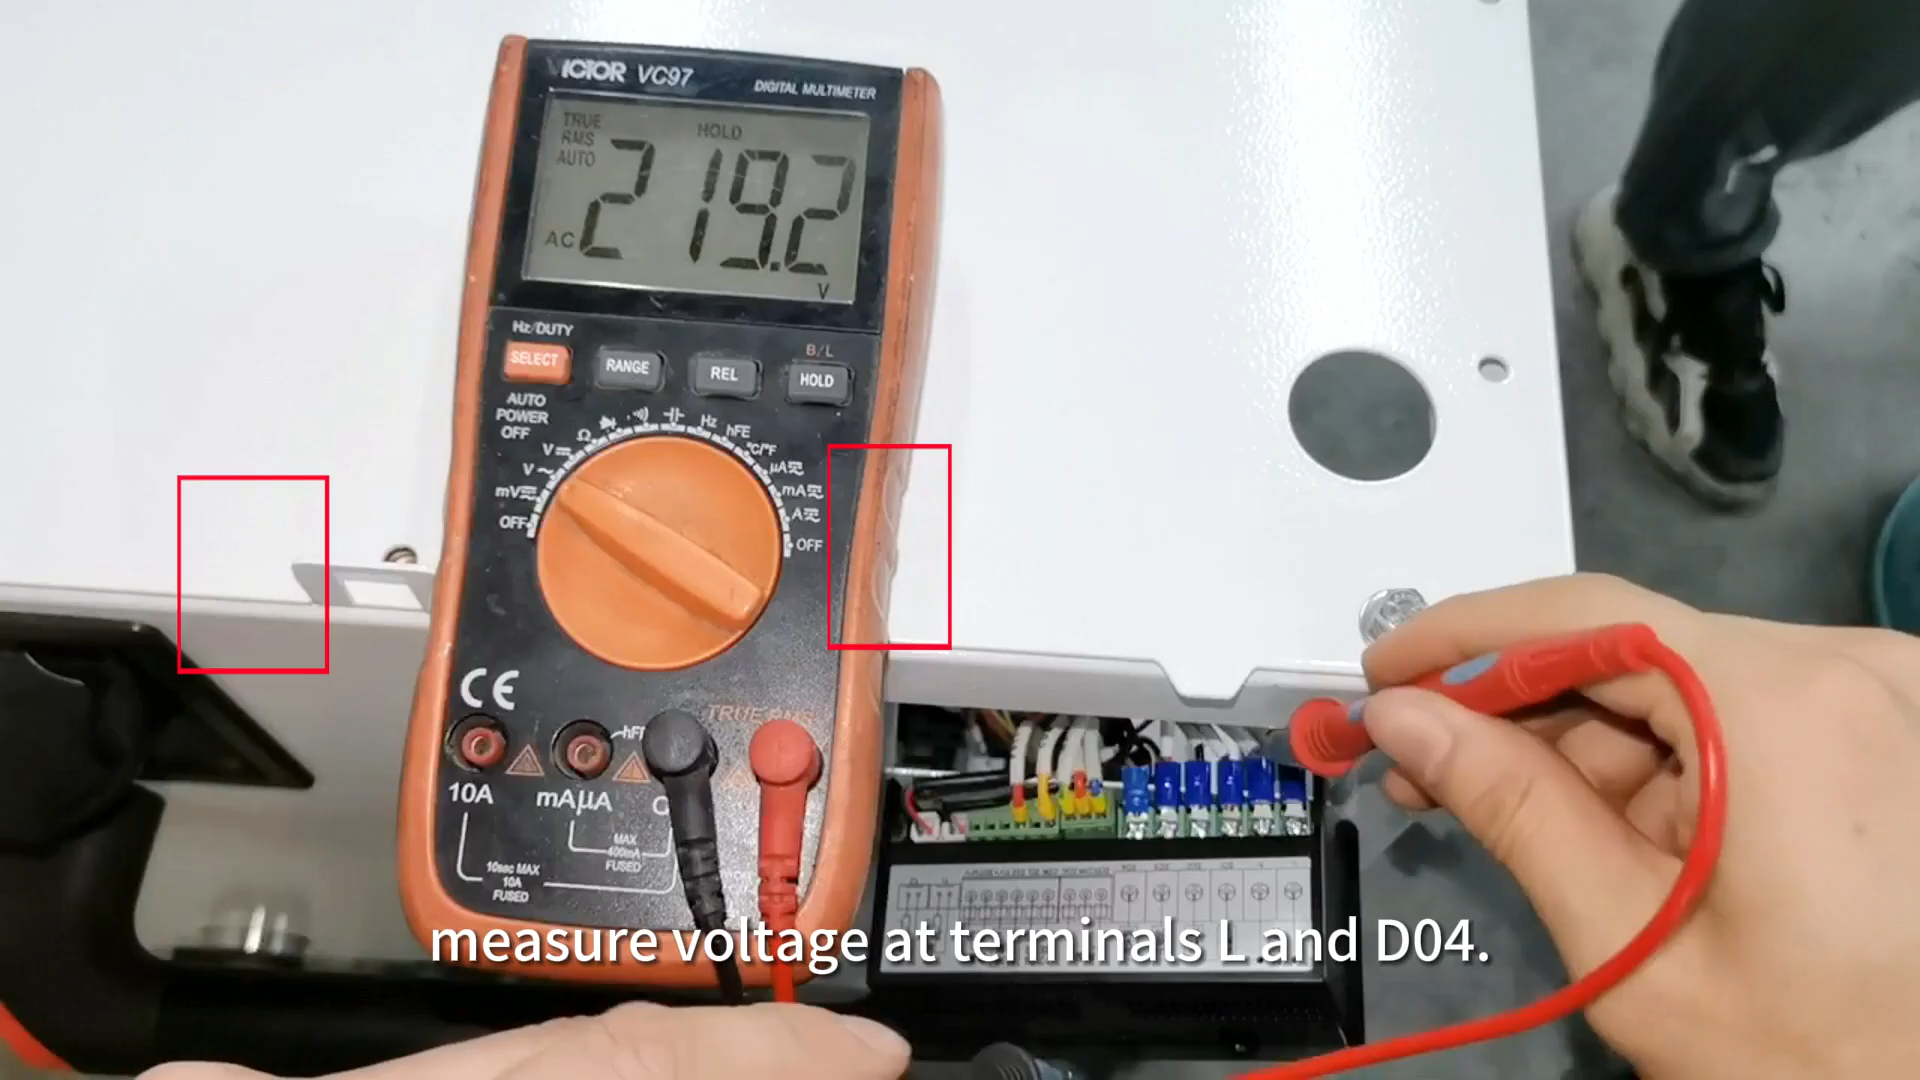 VICTOR VC97
DIGITAL MULTIMETER
TRUE
RMS
AUTO
HOLD
AC
219.2
V
Hz/DUTY
B/L
SELECT
RANGE
REL
HOLD
AUTO
POWER
OFF
V
V
mV
OFF
Ω
Hz
hFE
°C/°F
µA
mA
A
OFF
CE
TRUE RMS
hFE
10A
mAµA
MAX
400mA
FUSED
10sec MAX
10A
FUSED
measure voltage at terminals L and D04.